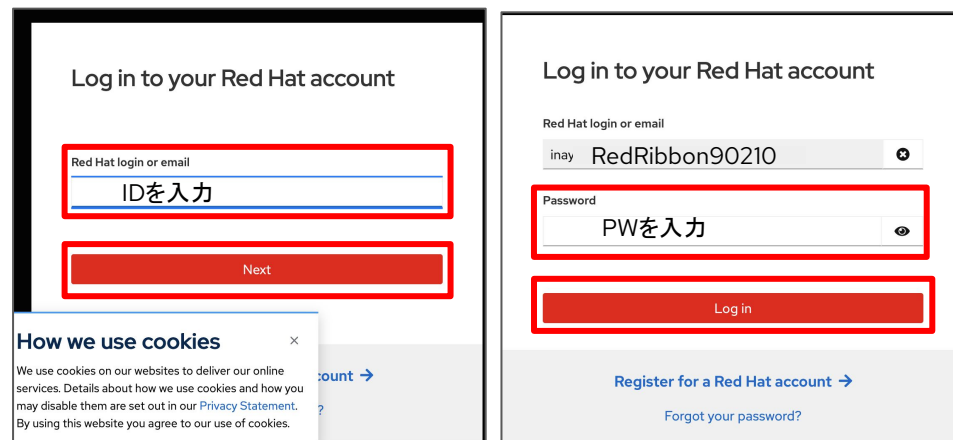 Log in to your Red Hat account
Red Hat login or email
IDを入力
Next
How we use cookies ×
We use cookies on our websites to deliver our online
services. Details about how we use cookies and how you
may disable them are set out in our Privacy Statement.
By using this website you agree to our use of cookies.
count →
?
Log in to your Red Hat account
Red Hat login or email
inay RedRibbon90210
Password
PWを入力
Log in
Register for a Red Hat account →
Forgot your password?